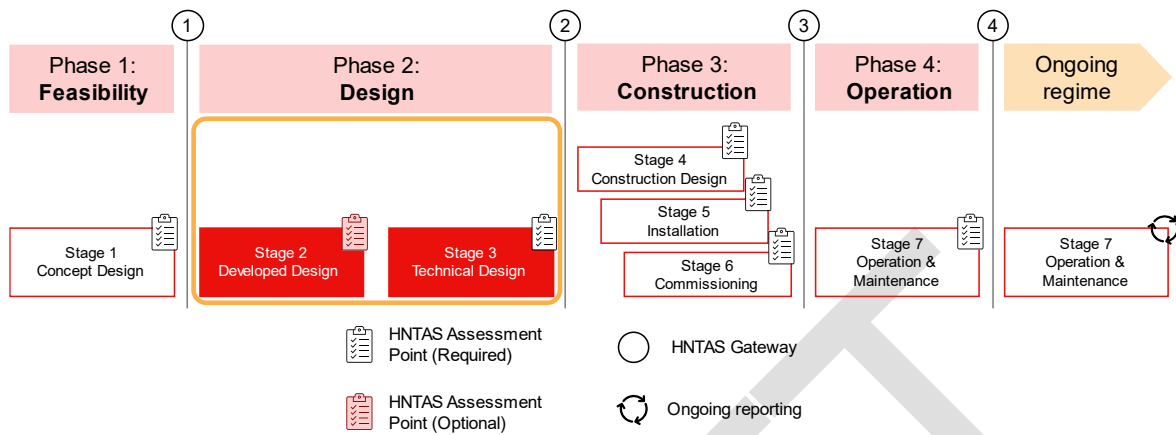 1
2
3
4
Phase 1:
Feasibility
Phase 2:
Design
Phase 3:
Construction
Phase 4:
Operation
Ongoing
regime
Stage 1
Concept Design
Stage 2
Developed Design
Stage 3
Technical Design
Stage 4
Construction Design
Stage 5
Installation
Stage 6
Commissioning
Stage 7
Operation &
Maintenance
Stage 7
Operation &
Maintenance
HNTAS Assessment
Point (Required)
HNTAS Gateway
HNTAS Assessment
Point (Optional)
Ongoing reporting